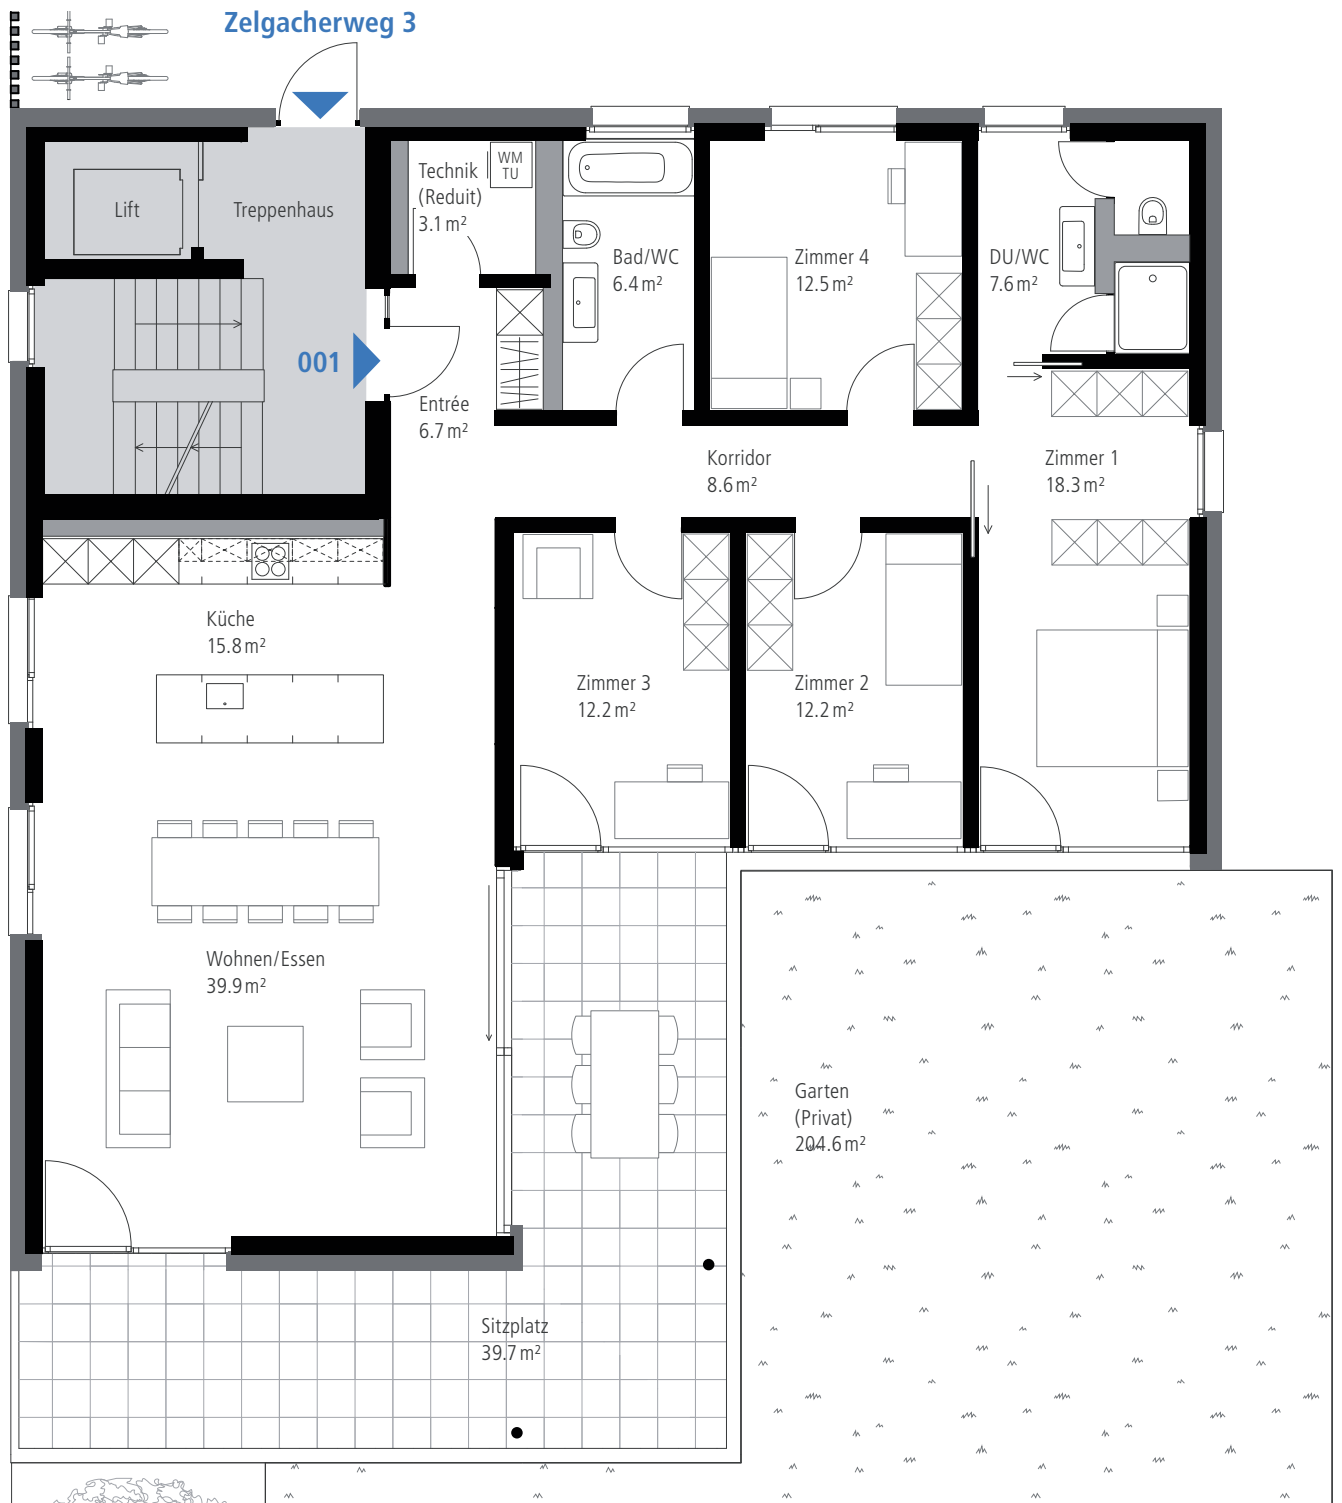 Zelgacherweg 3
Lift
Treppenhaus
Technik
(Reduit)
3.1 m²
WM
TU
Bad/WC
6.4 m²
Zimmer 4
12.5 m²
DU/WC
7.6 m²
001
Entrée
6.7 m²
Korridor
8.6 m²
Zimmer 1
18.3 m²
Küche
15.8 m²
Zimmer 3
12.2 m²
Zimmer 2
12.2 m²
Wohnen/Essen
39.9 m²
Garten
(Privat)
204.6 m²
Sitzplatz
39.7 m²